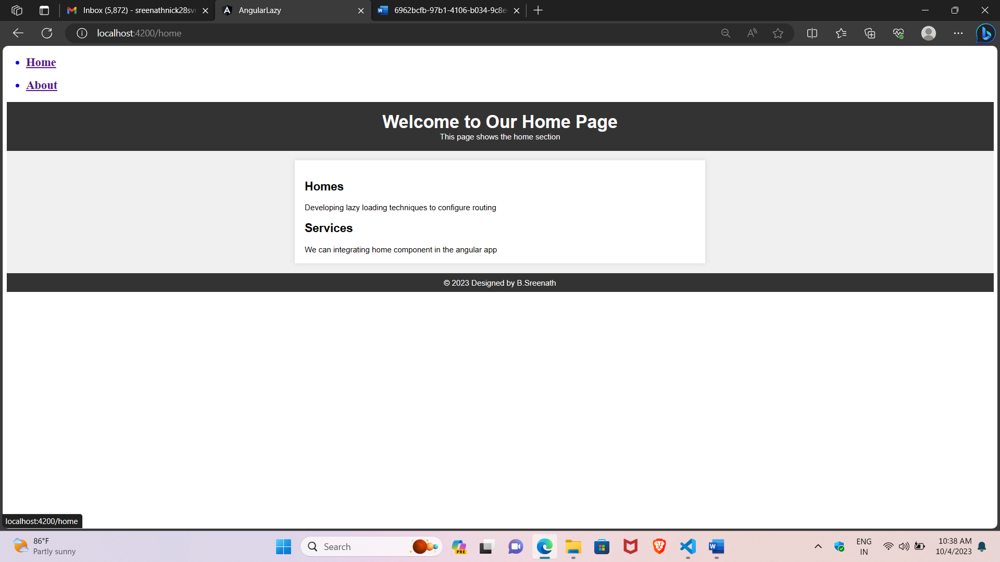 Inbox (5,872) - sreenathnick28sv
AngularLazy
6962bcfb-97b1-4106-b034-9c8e
localhost:4200/home
Home
About
Welcome to Our Home Page
This page shows the home section
Homes
Developing lazy loading techniques to configure routing
Services
We can integrating home component in the angular app
© 2023 Designed by B.Sreenath
localhost:4200/home
86°F
Partly sunny
Search
PRE
ENG
IN
10:38 AM
10/4/2023